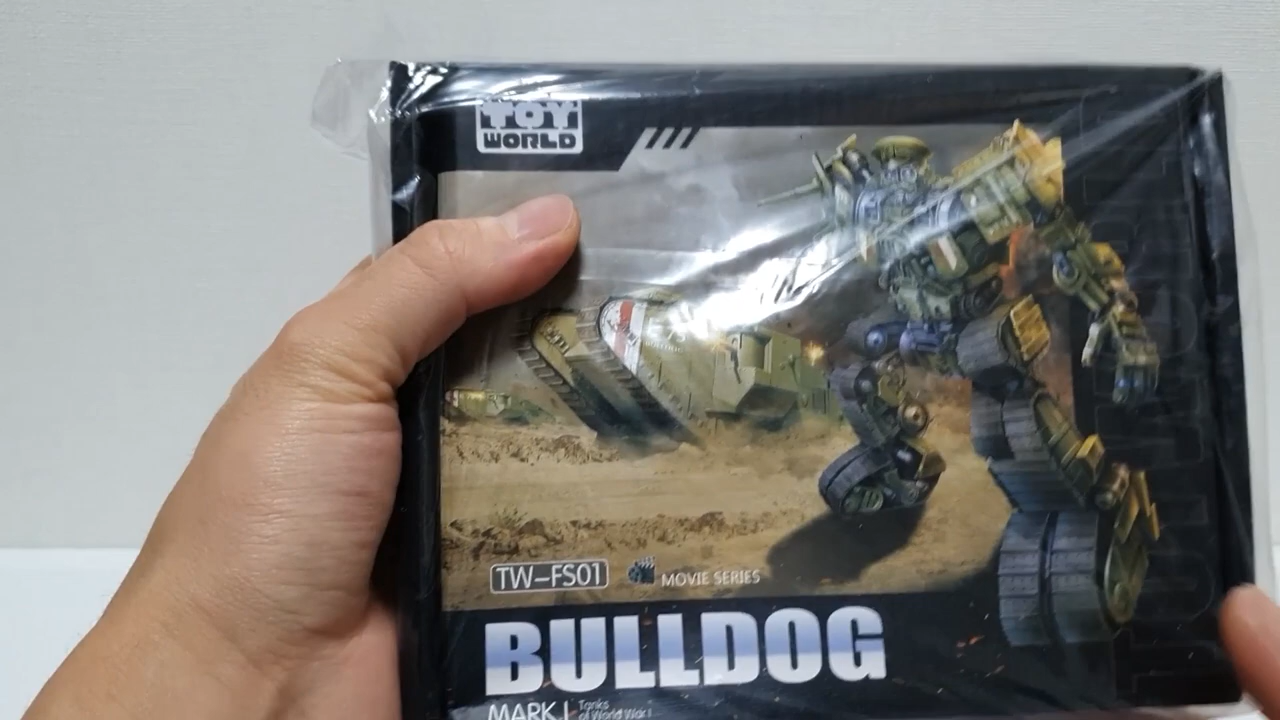 TOY
WORLD
TW-FS01
MOVIE SERIES
BULLDOG
MARK I Tanks
of World War I